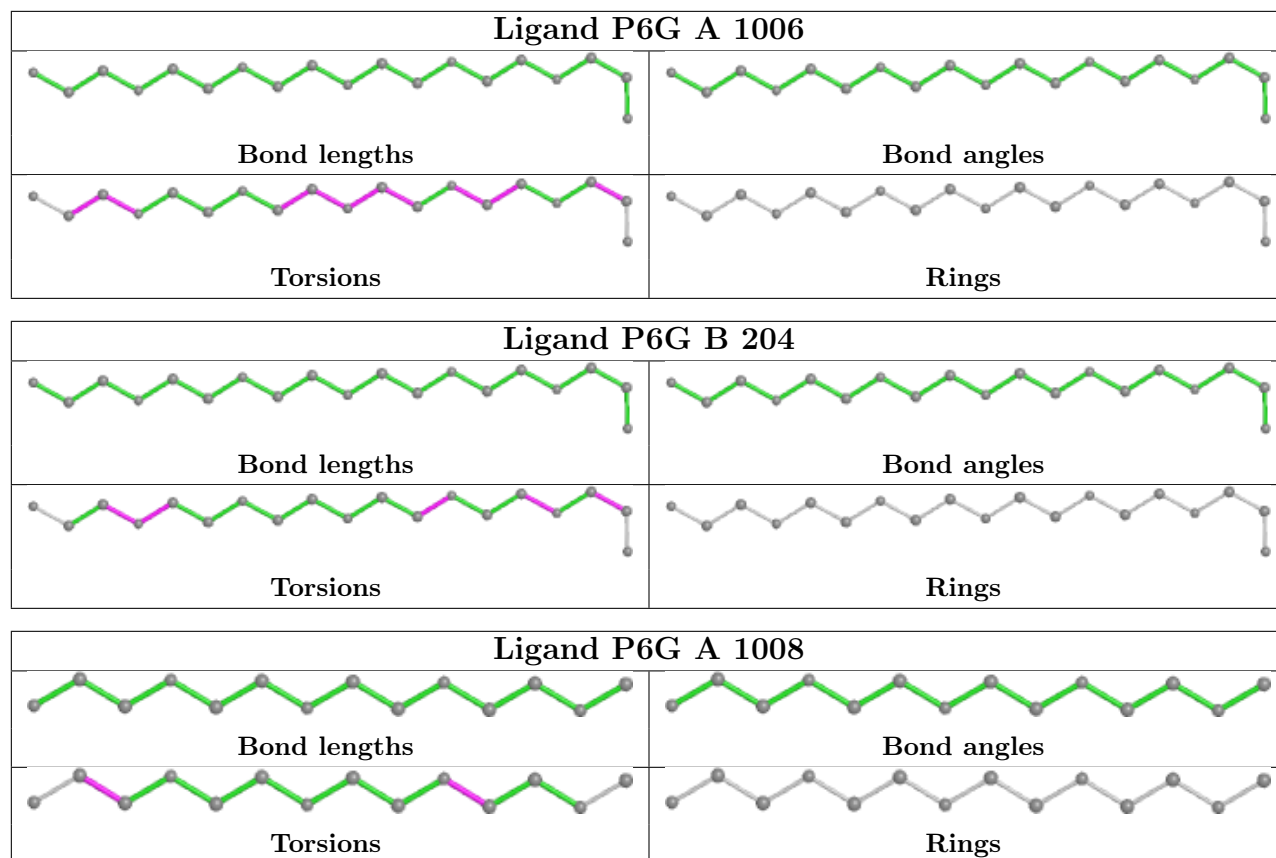 Ligand P6G A 1006
Bond lengths Bond angles
Torsions Rings
Ligand P6G B 204
Bond lengths Bond angles
Torsions Rings
Ligand P6G A 1008
Bond lengths Bond angles
Torsions Rings